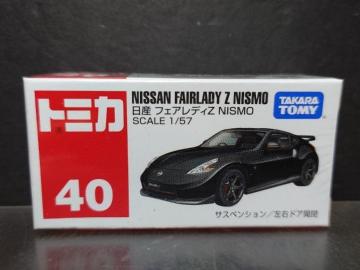 トミカ
40
NISSAN FAIRLADY Z NISMO
日産 フェアレディZ NISMO
SCALE 1/57
TAKARA
TOMY
サスペンション/左右ドア開閉